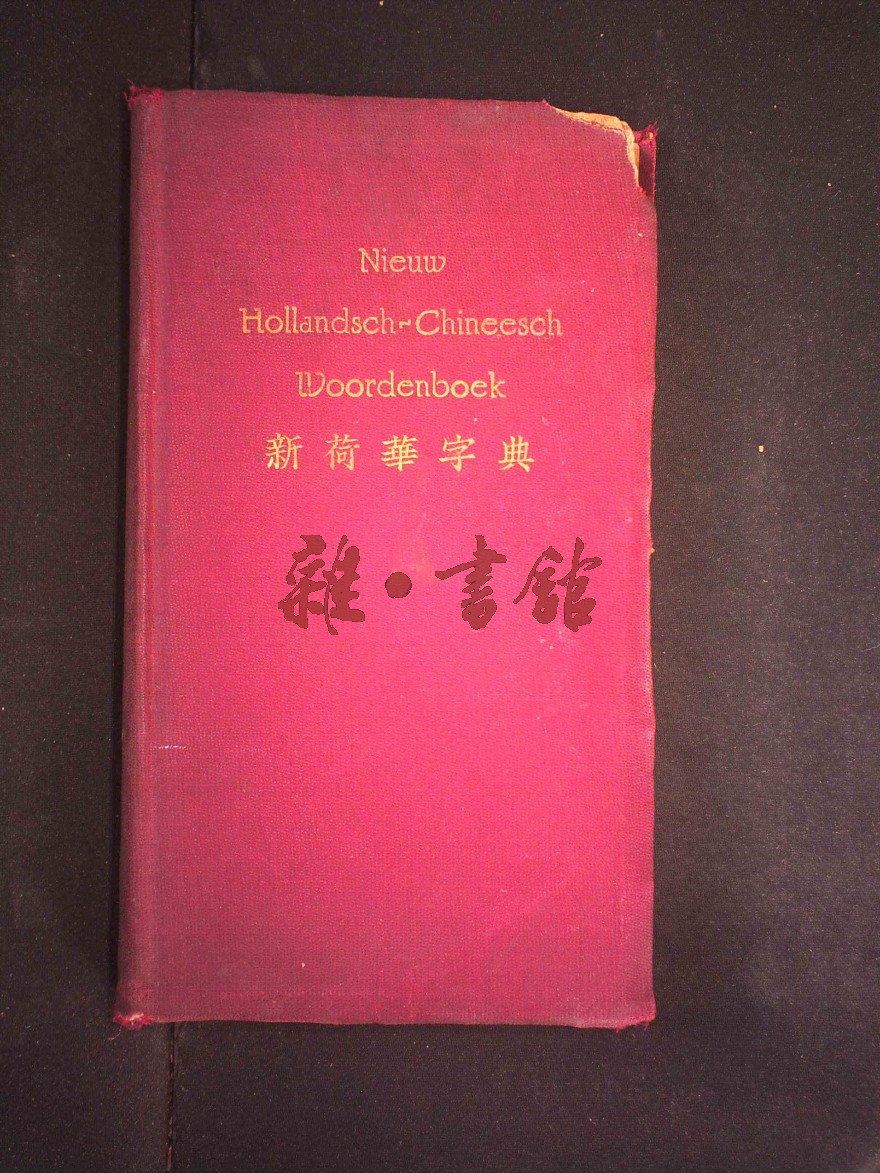 Nieuw
Hollandsch-Chineesch
Woordenboek
新荷華字典
雜·書館